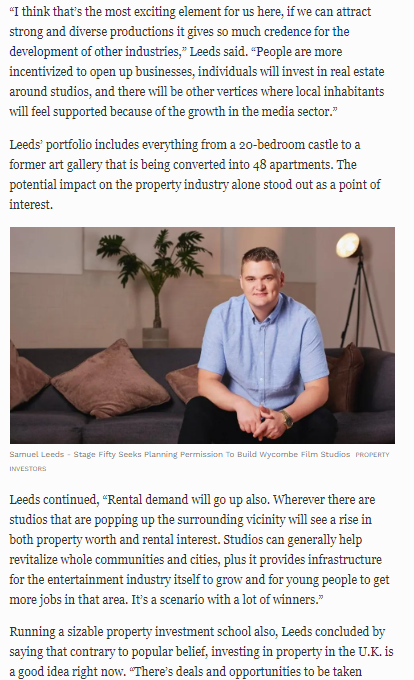 “I think that’s the most exciting element for us here, if we can attract
strong and diverse productions it gives so much credence for the
development of other industries,” Leeds said. “People are more
incentivized to open up businesses, individuals will invest in real estate
around studios, and there will be other vertices where local inhabitants
will feel supported because of the growth in the media sector.”
Leeds’ portfolio includes everything from a 20-bedroom castle to a
former art gallery that is being converted into 48 apartments. The
potential impact on the property industry alone stood out as a point of
interest.
Samuel Leeds - Stage Fifty Seeks Planning Permission To Build Wycombe Film Studios PROPERTY
INVESTORS
Leeds continued, “Rental demand will go up also. Wherever there are
studios that are popping up the surrounding vicinity will see a rise in
both property worth and rental interest. Studios can generally help
revitalize whole communities and cities, plus it provides infrastructure
for the entertainment industry itself to grow and for young people to get
more jobs in that area. It’s a scenario with a lot of winners.”
Running a sizable property investment school also, Leeds concluded by
saying that contrary to popular belief, investing in property in the U.K. is
a good idea right now. “There’s deals and opportunities to be taken